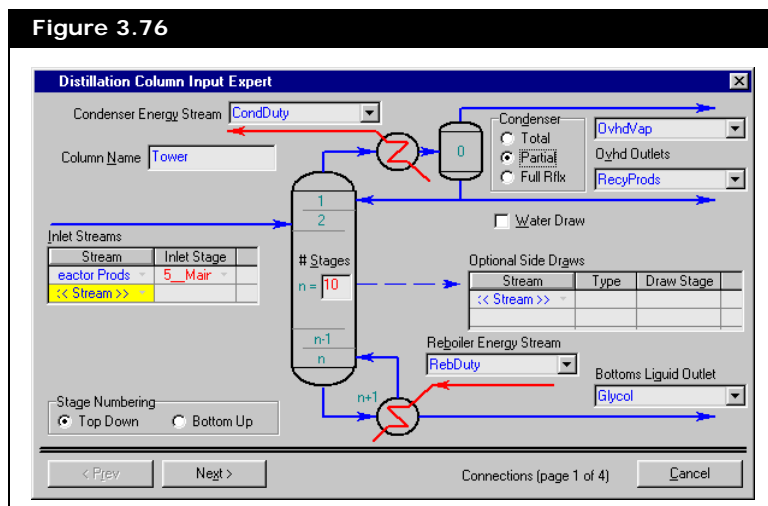 Figure 3.76
Distillation Column Input Expert
Condenser Energy Stream CondDuty
Column Name Tower
Condenser
Total
Partial
Full Rflx
0
OvhdVap
Ovhd Outlets
RecyProds
Water Draw
1
2
# Stages
n = 10
n-1
n
n+1
Inlet Streams
Stream Inlet Stage
eactor Prods 5__Mair
<< Stream >>
Optional Side Draws
Stream Type Draw Stage
<< Stream >>
Reboiler Energy Stream
RebDuty
Bottoms Liquid Outlet
Glycol
Stage Numbering
Top Down Bottom Up
< Prev Next > Connections (page 1 of 4) Cancel